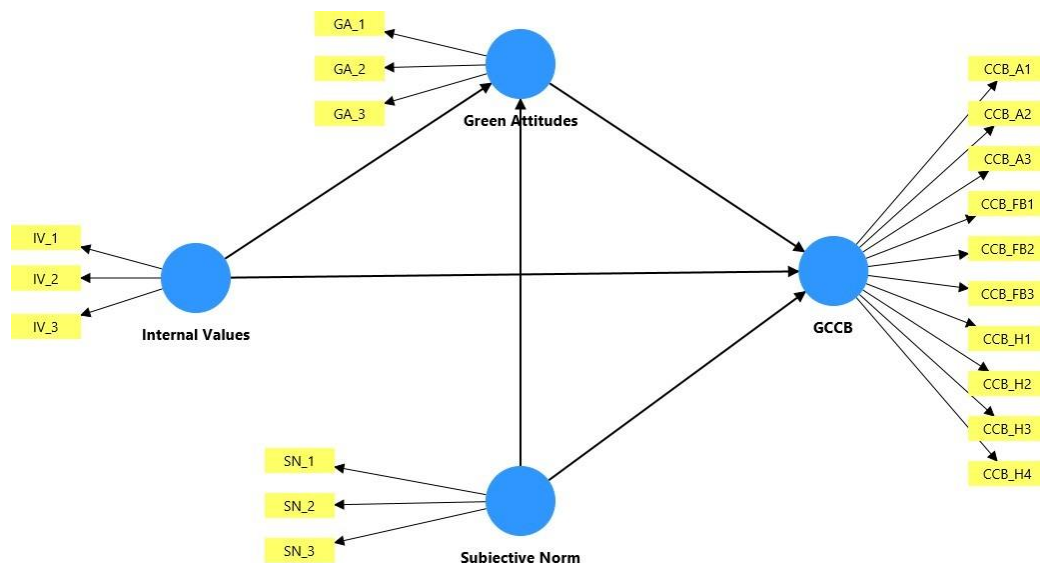 GA_1
GA_2
GA_3
Green Attitudes
IV_1
IV_2
IV_3
Internal Values
SN_1
SN_2
SN_3
Subjective Norm
GCCB
CCB_A1
CCB_A2
CCB_A3
CCB_FB1
CCB_FB2
CCB_FB3
CCB_H1
CCB_H2
CCB_H3
CCB_H4